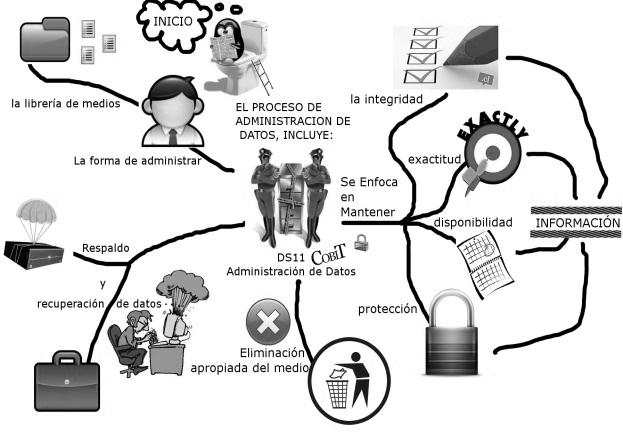 INICIO
la librería de medios
La forma de administrar
EL PROCESO DE
ADMINISTRACION DE
DATOS, INCLUYE:
Respaldo
y
recuperación de datos
DS11 COBIT
Administración de Datos
Eliminación
apropiada del medio
Se Enfoca
en
Mantener
la integridad
EXACTLY
exactitud
disponibilidad
protección
INFORMACIÓN